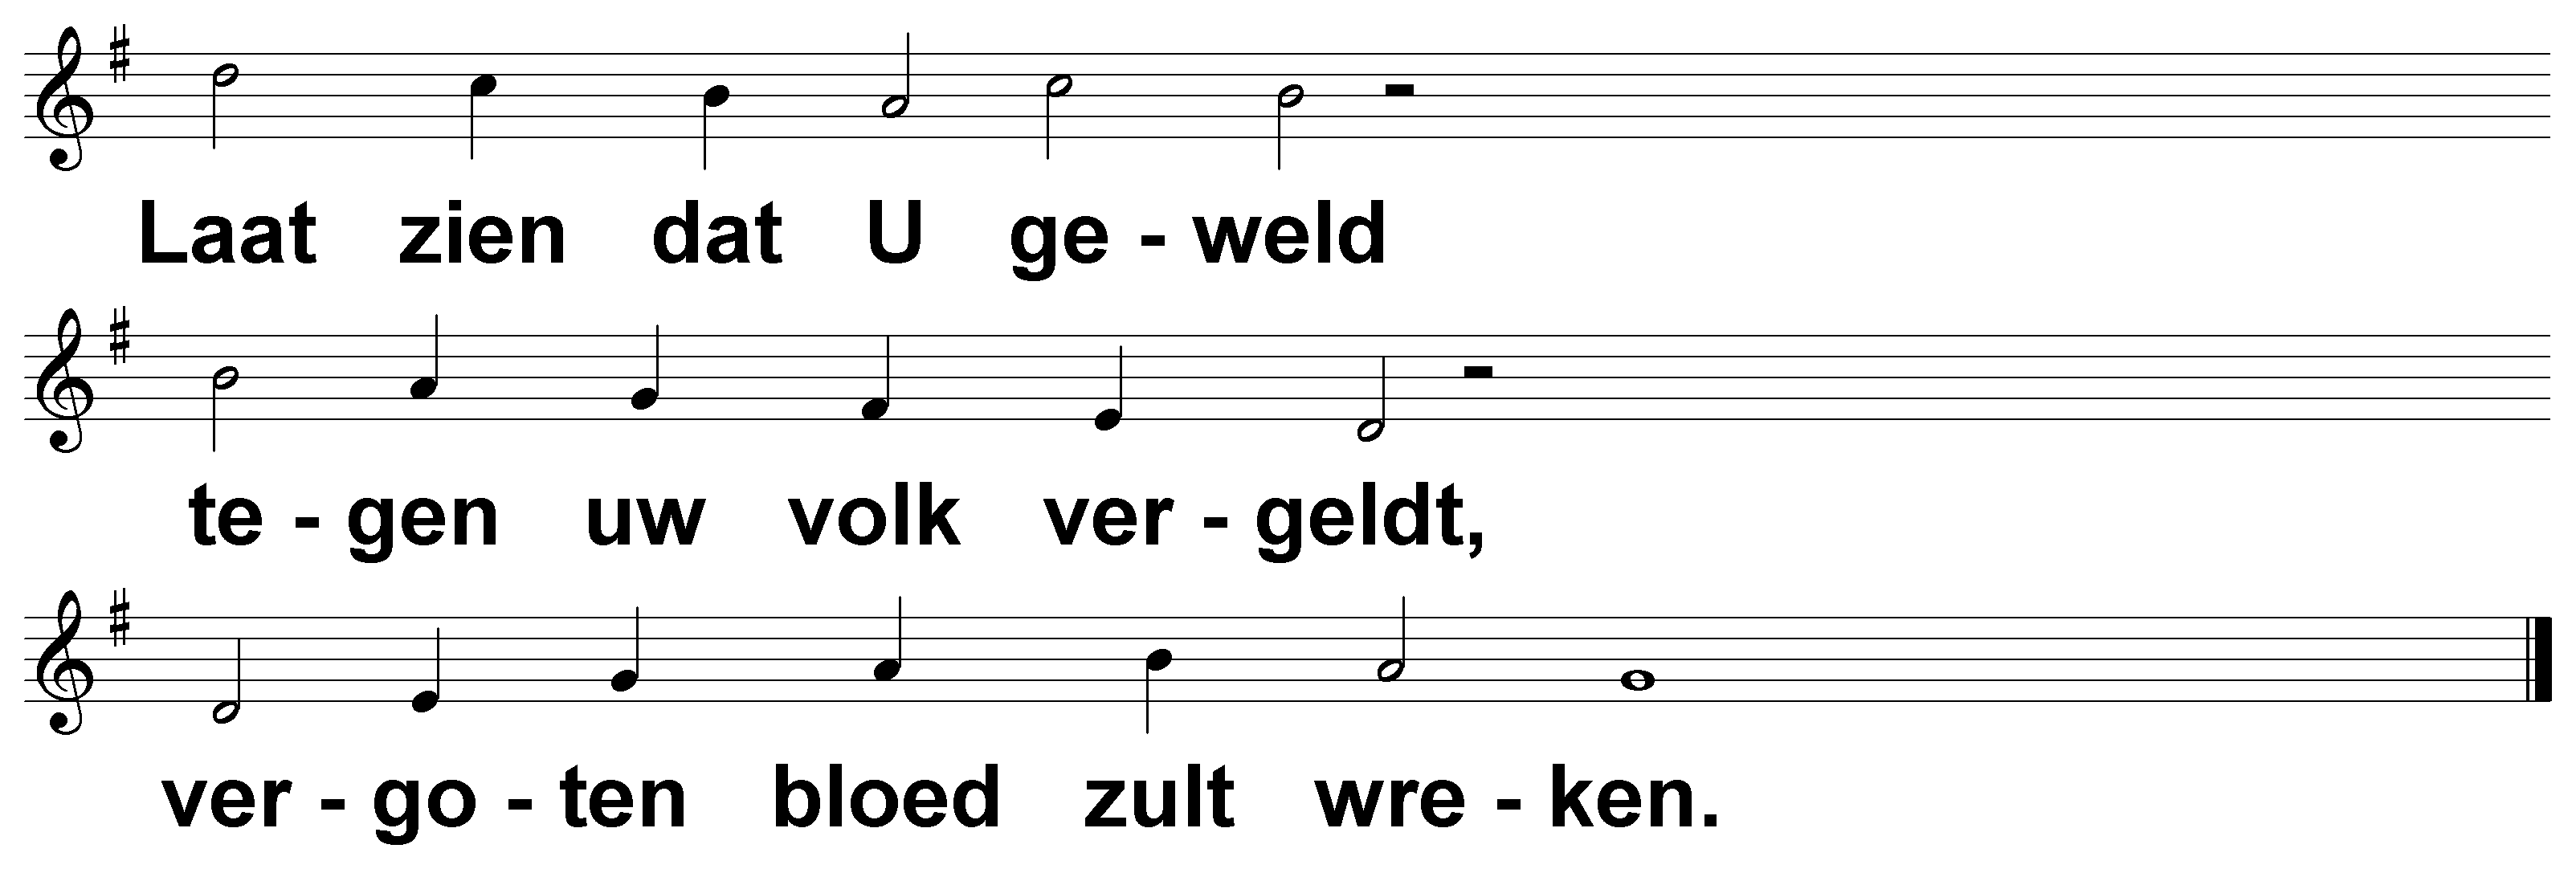 Laat zien dat U ge - weld
te - gen uw volk ver - geldt,
ver - go - ten bloed zult wre - ken.